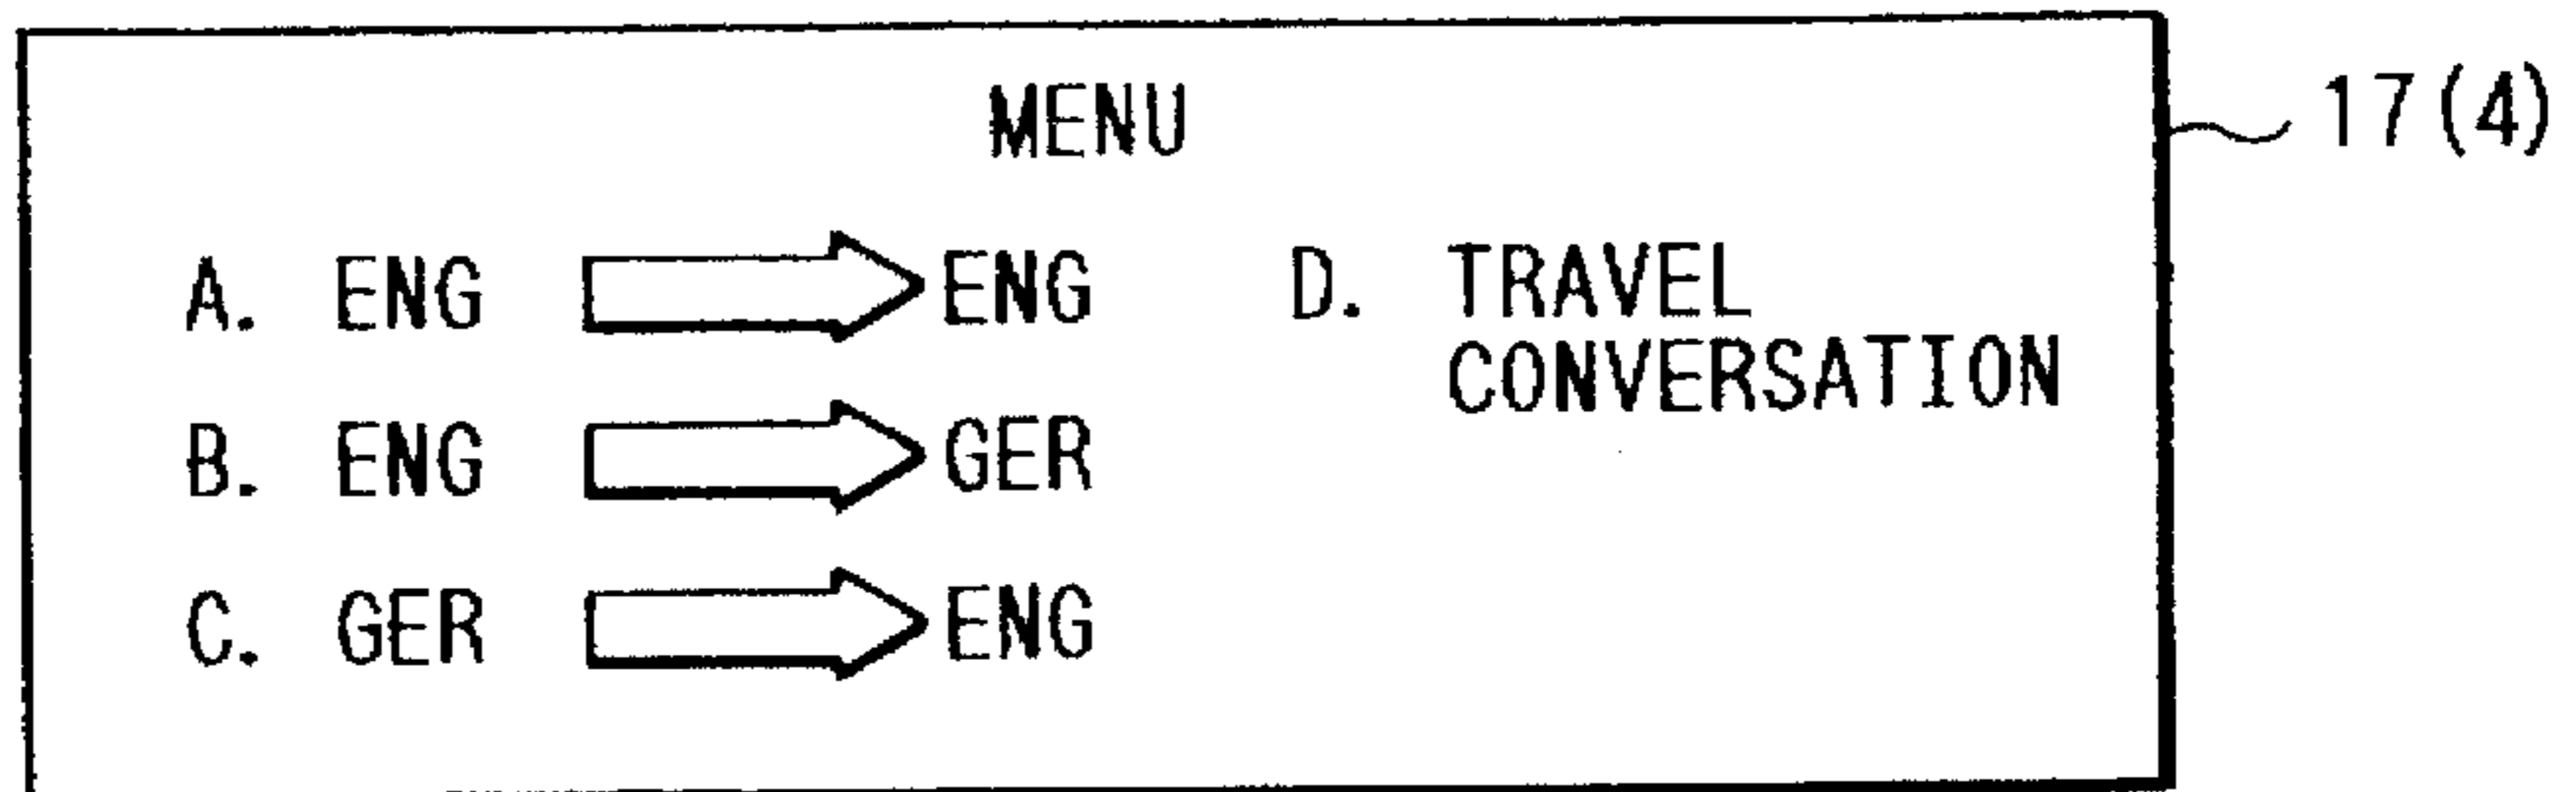 MENU
17(4)
A. ENG ENG
B. ENG GER
C. GER ENG
D. TRAVEL
CONVERSATION